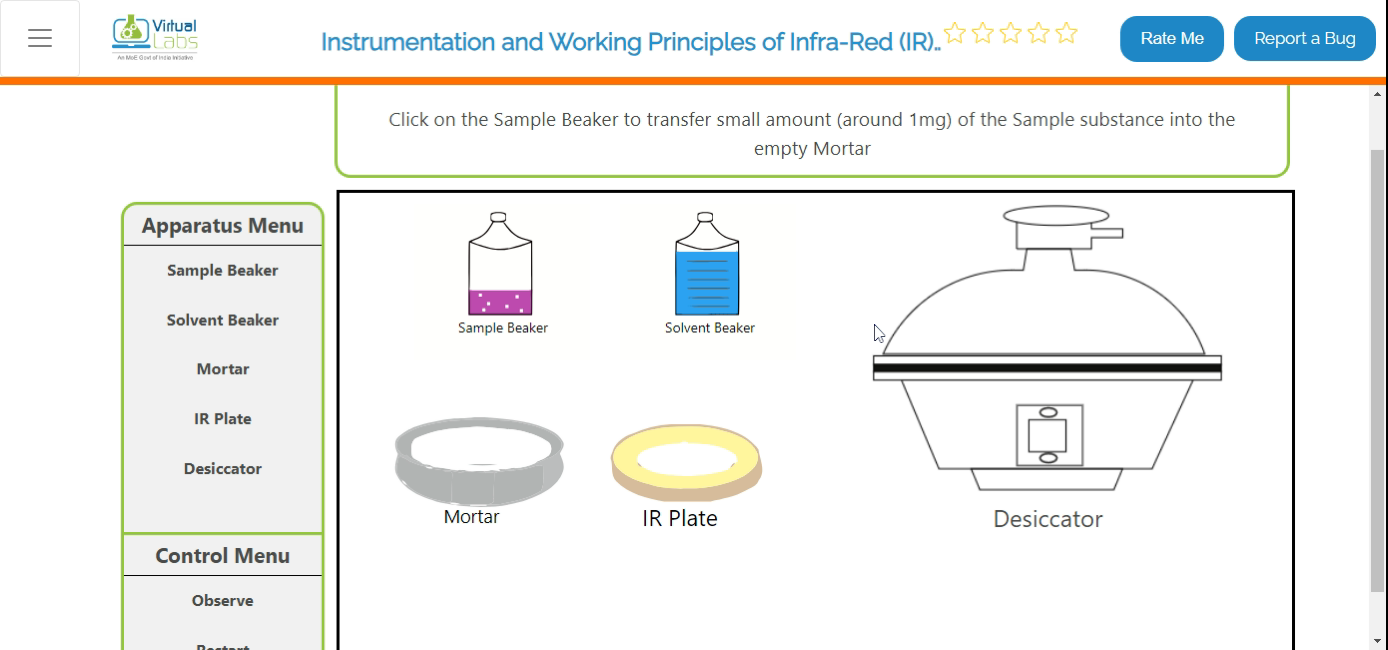 Virtual
Labs
An MoE Govt of India Initiative
Instrumentation and Working Principles of Infra-Red (IR)..
Rate Me
Report a Bug
Click on the Sample Beaker to transfer small amount (around 1mg) of the Sample substance into the
empty Mortar
Apparatus Menu
Sample Beaker
Solvent Beaker
Mortar
IR Plate
Desiccator
Control Menu
Observe
Restart
Sample Beaker
Solvent Beaker
Mortar
IR Plate
Desiccator